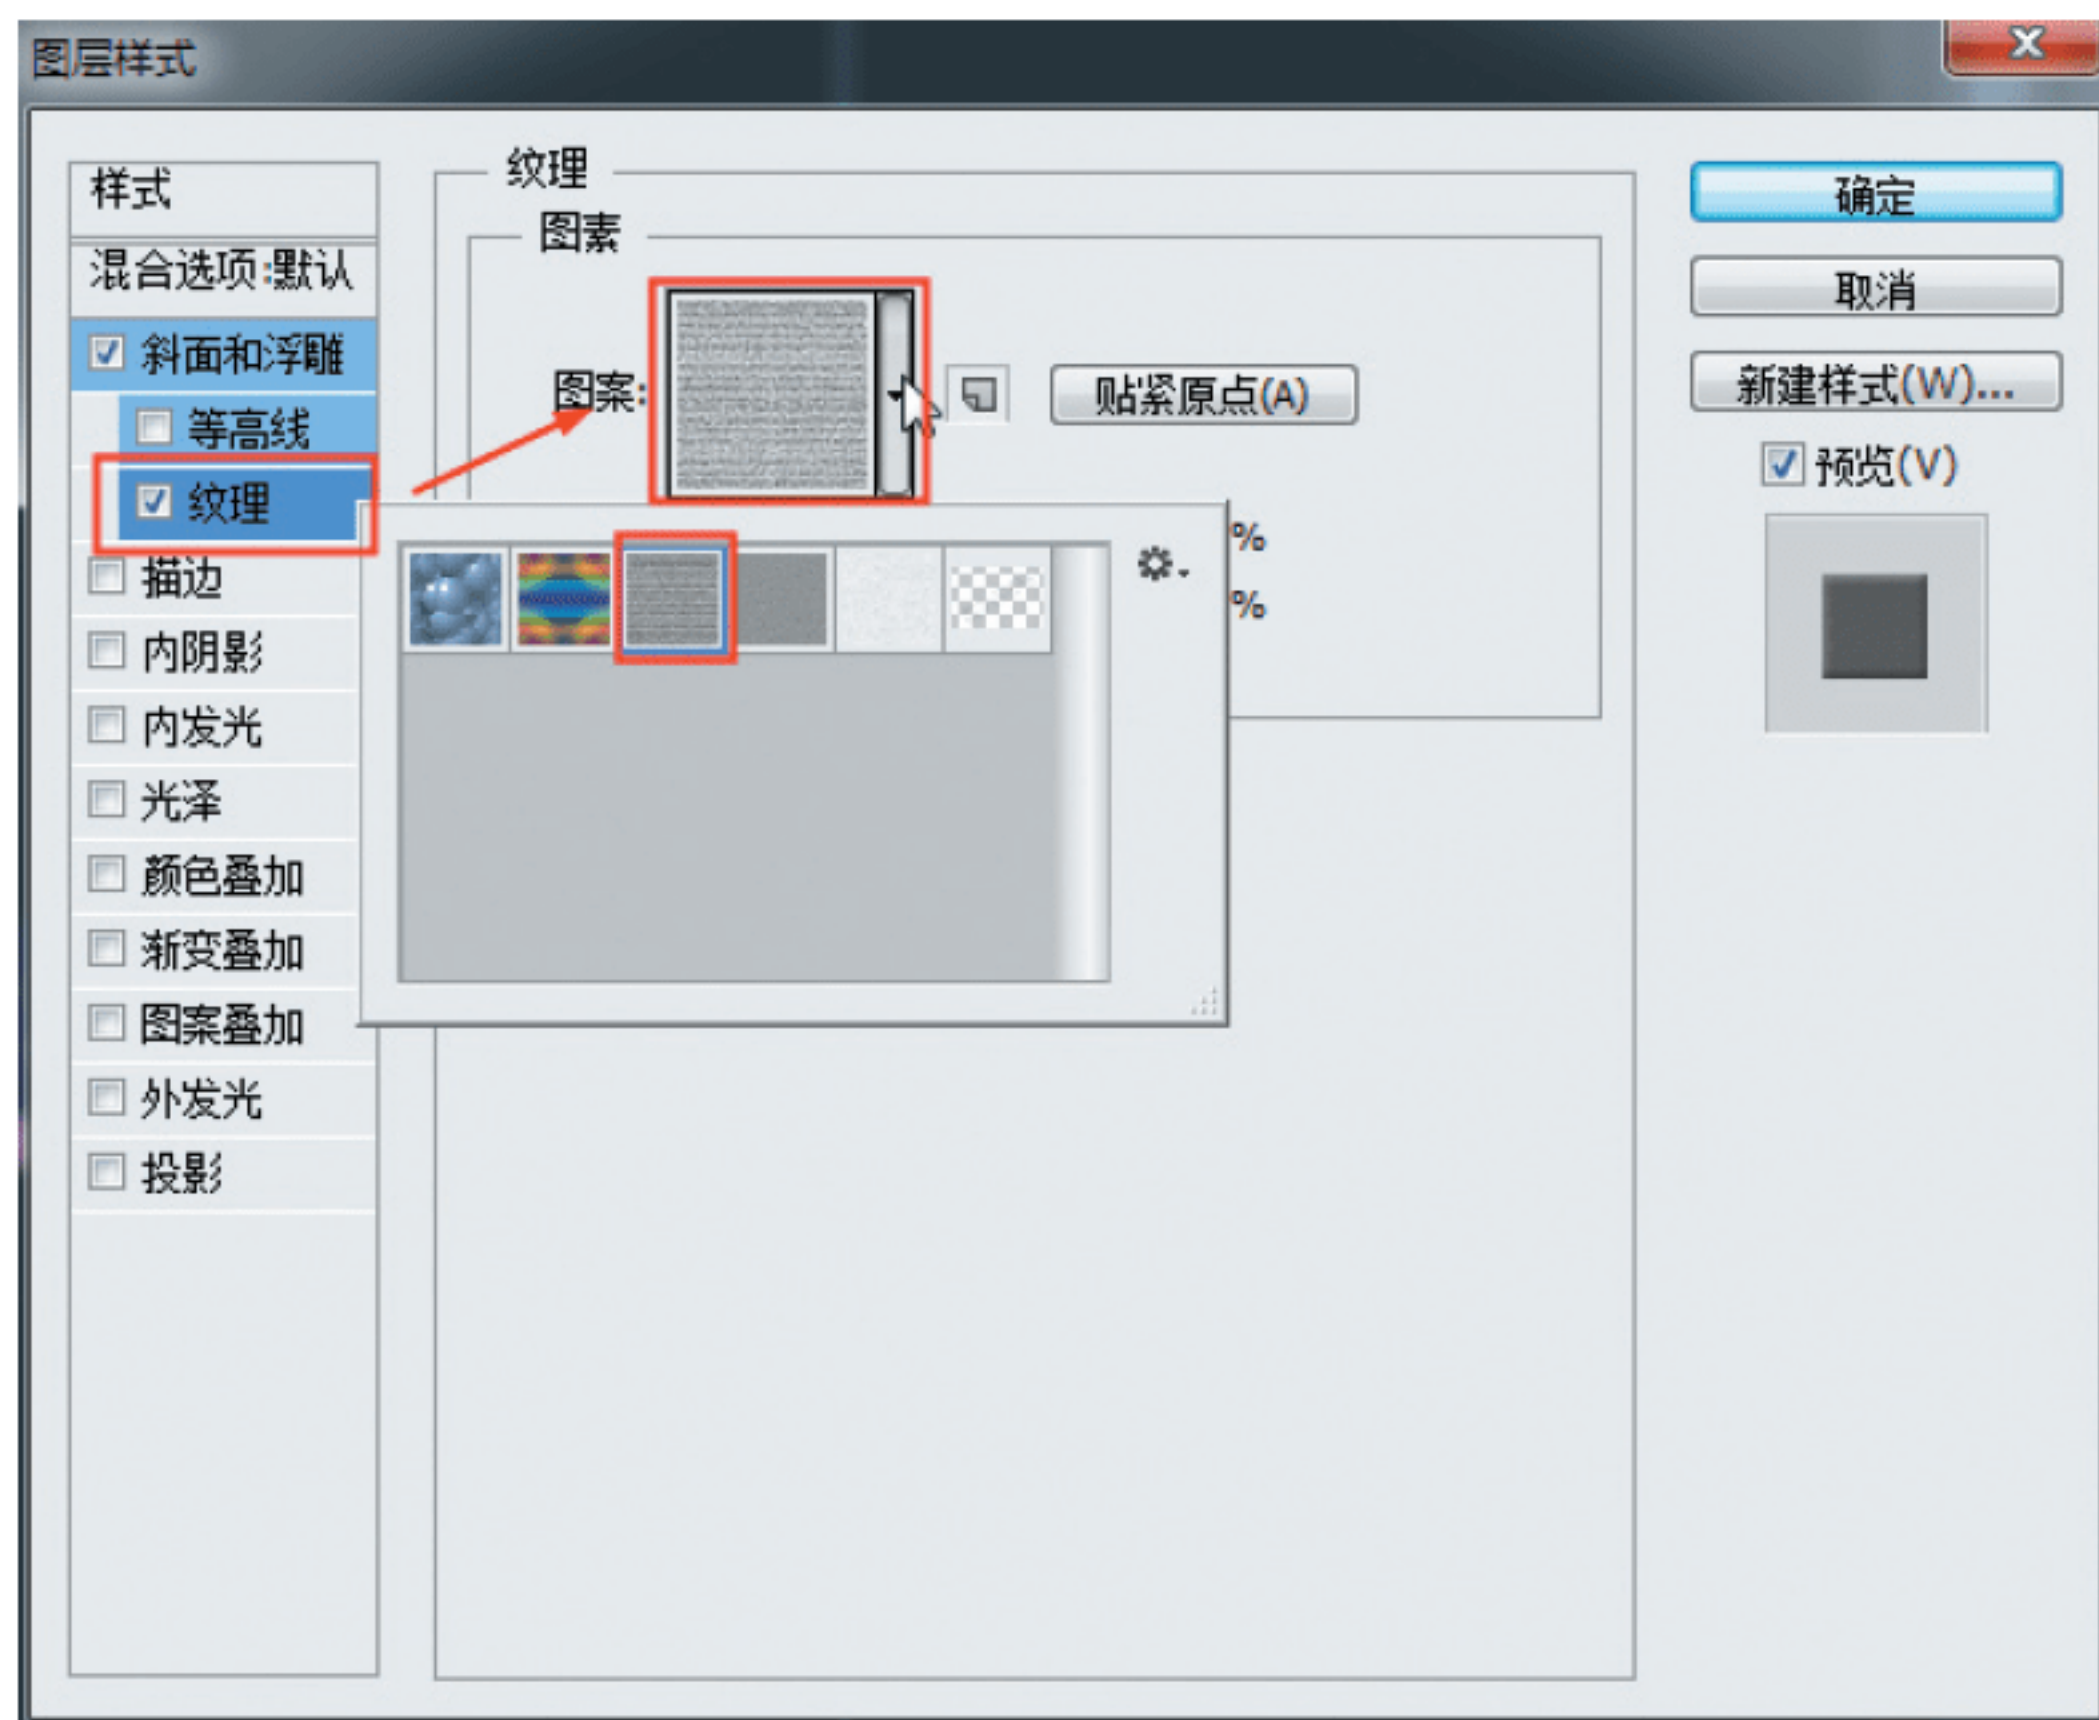 图层样式
样式
混合选项:默认
斜面和浮雕
等高线
纹理
描边
内阴影
内发光
光泽
颜色叠加
渐变叠加
图案叠加
外发光
投影
纹理
图素
图案:
贴紧原点(A)
%
%
确定
取消
新建样式(W)...
预览(V)